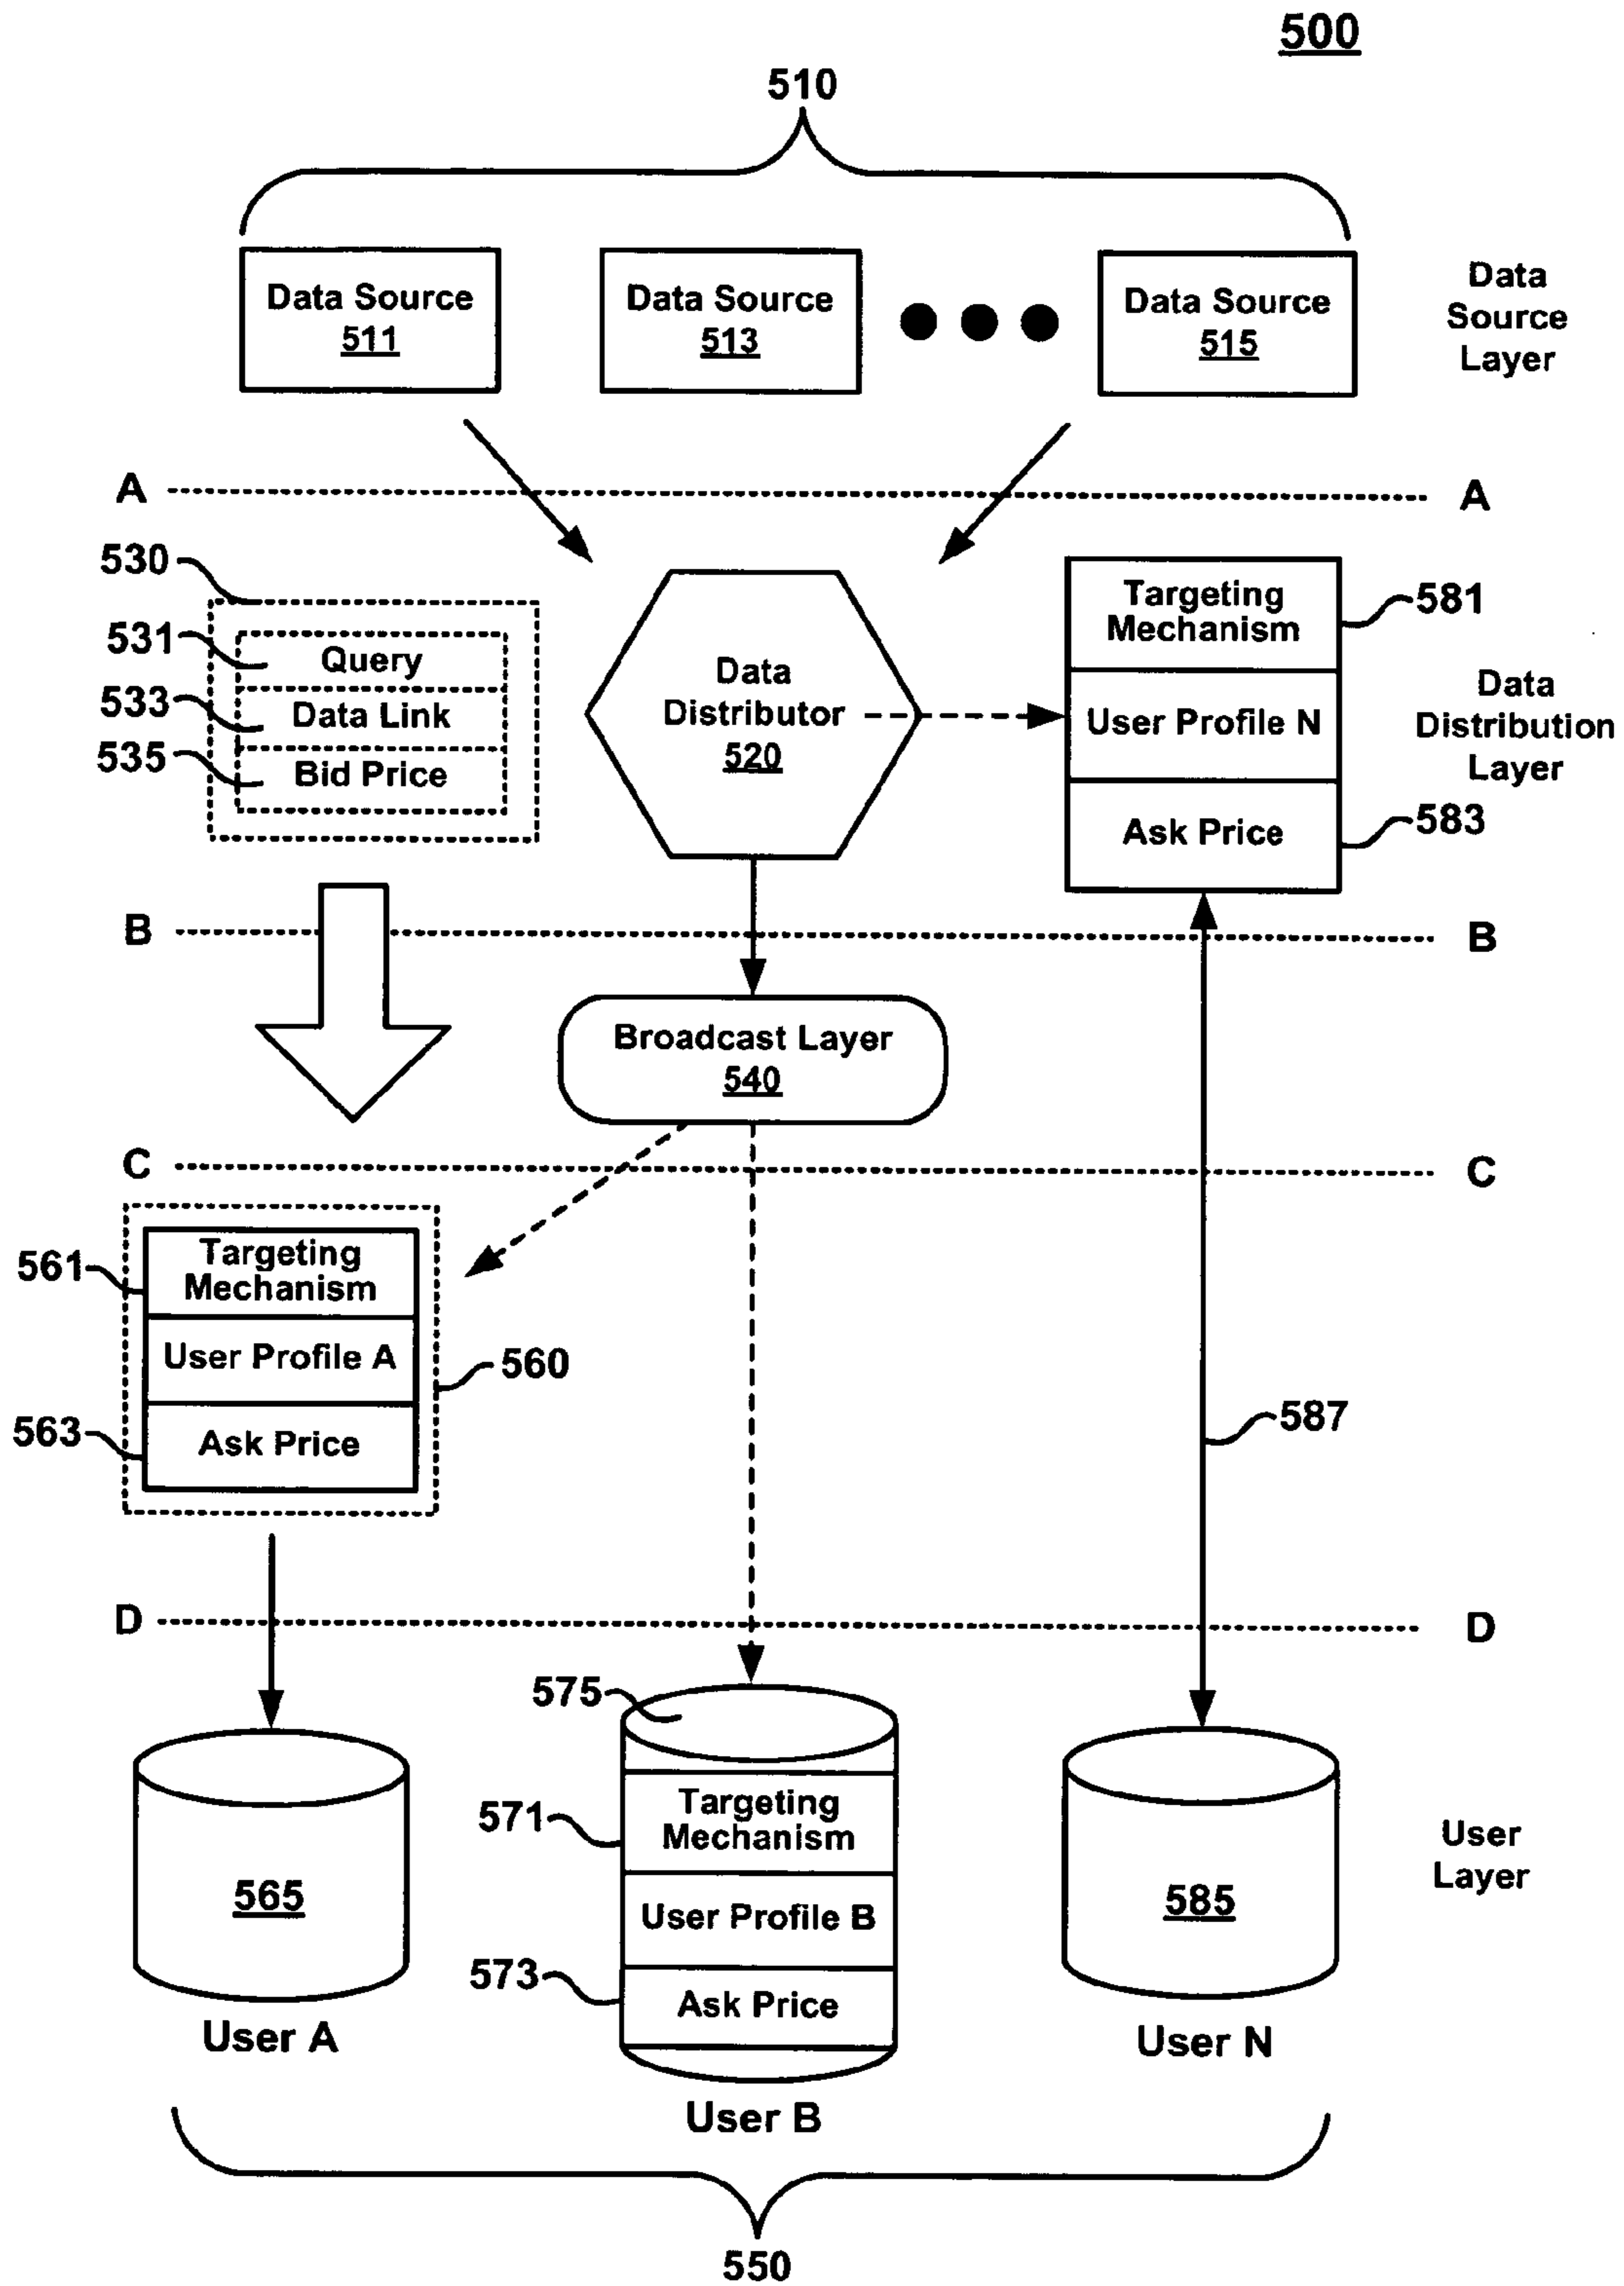 500
510
Data Source
511
Data Source
513
Data Source
515
Data
Source
Layer
A
A
530
531
Query
533
Data Link
535
Bid Price
Data
Distributor
520
Targeting
Mechanism
581
User Profile N
Ask Price
583
Data
Distribution
Layer
B
B
Broadcast Layer
540
C
C
561
Targeting
Mechanism
User Profile A
560
563
Ask Price
587
D
D
575
571
Targeting
Mechanism
User Profile B
573
Ask Price
565
585
User
Layer
User A
User B
User N
550